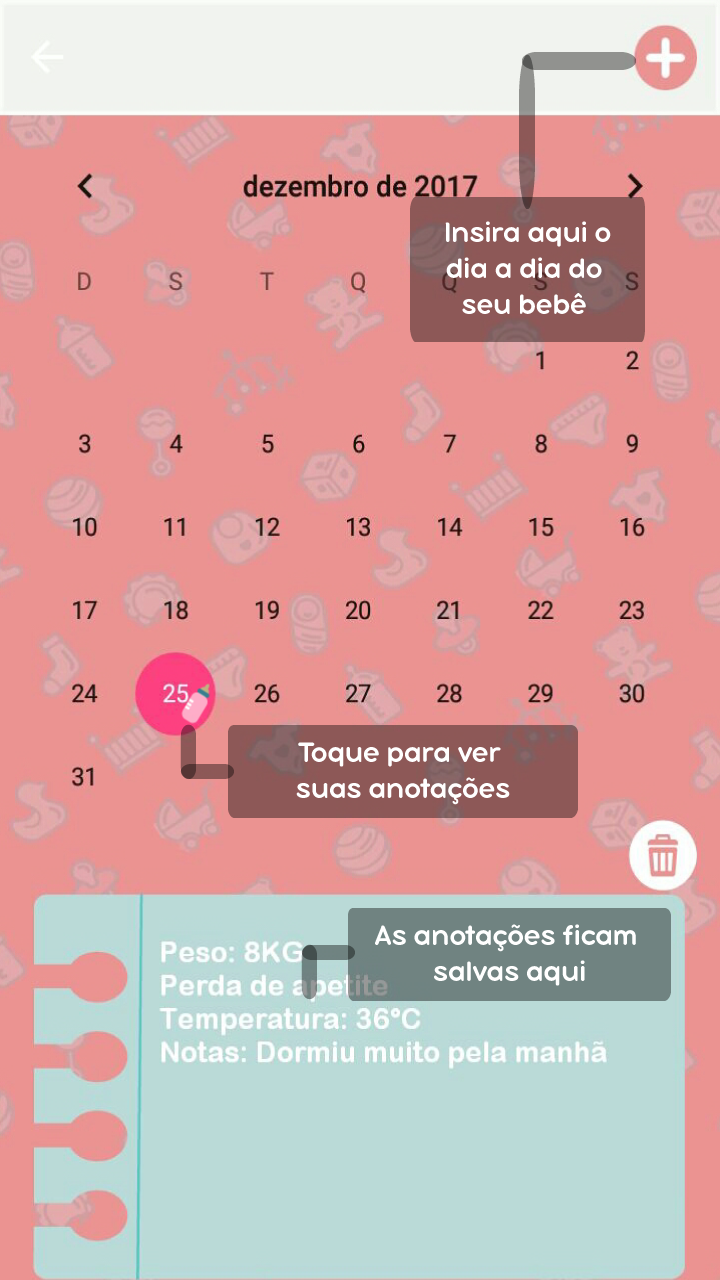 dezembro de 2017
Insira aqui o
dia a dia do
seu bebê
D S T Q Q S S
1 2
3 4 5 6 7 8 9
10 11 12 13 14 15 16
17 18 19 20 21 22 23
24 25 26 27 28 29 30
31
Toque para ver
suas anotações
As anotações ficam
salvas aqui
Peso: 8KG
Perda de apetite
Temperatura: 36°C
Notas: Dormiu muito pela manhã